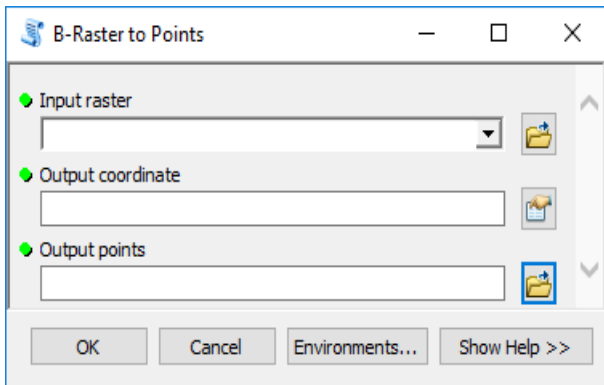 B-Raster to Points
Input raster
Output coordinate
Output points
OK Cancel Environments... Show Help >>